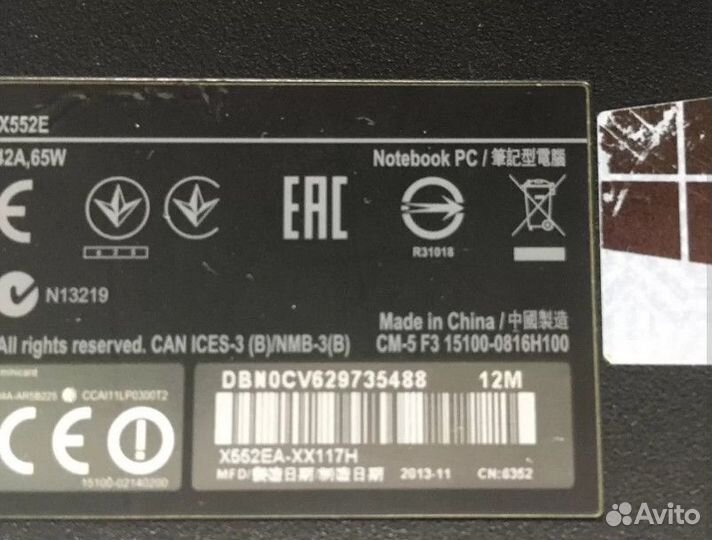 X552E
42A,65W
Notebook PC / 筆記型電腦
EAC
R31018
N13219
Made in China / 中國製造
All rights reserved. CAN ICES-3 (B)/NMB-3(B)
CM-5 F3 15100-0816H100
minicard
CCAI11LP0300T2
15100-02140200
DBN0CV629735488 12M
X552EA-XX117H
MFD/製造日期/制造日期 2013-11 CN:6352
Avito